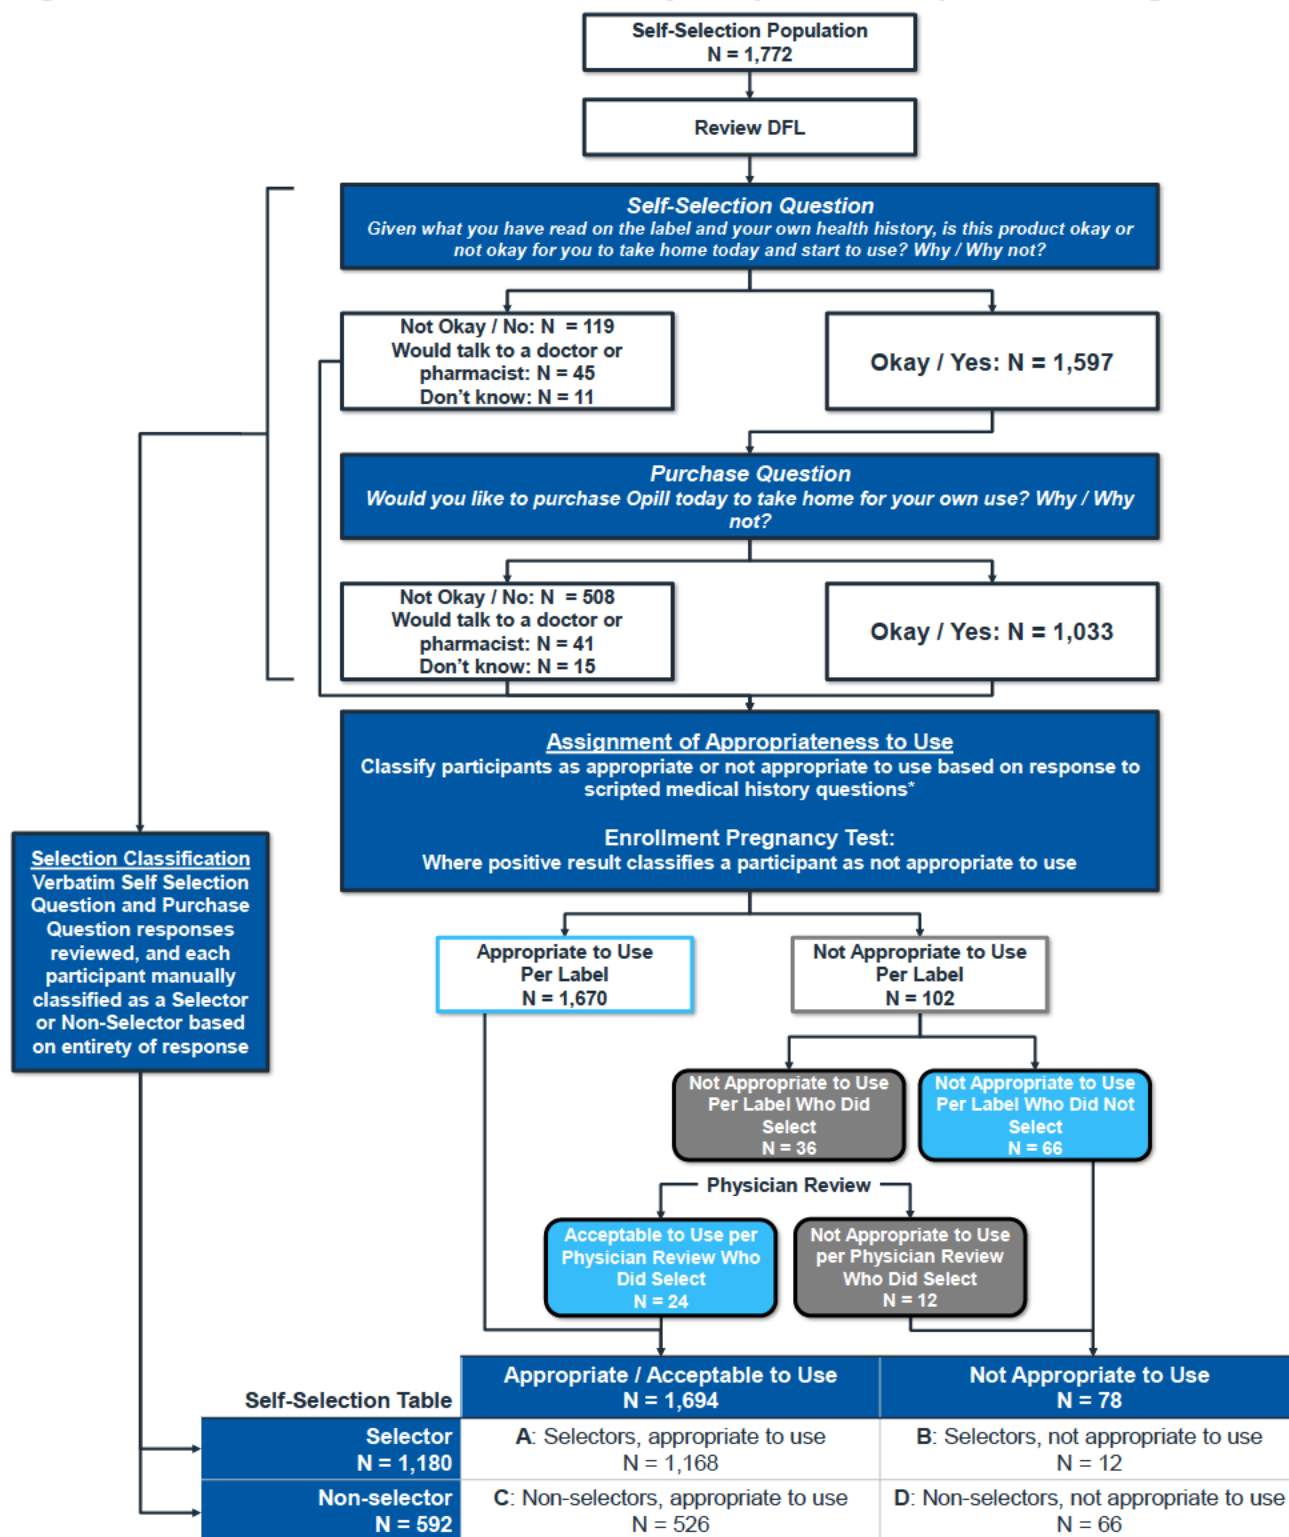 Self-Selection Population
N = 1,772
Review DFL
Self-Selection Question
Given what you have read on the label and your own health history, is this product okay or
not okay for you to take home today and start to use? Why / Why not?
Not Okay / No: N = 119
Would talk to a doctor or
pharmacist: N = 45
Don't know: N = 11
Okay / Yes: N = 1,597
Purchase Question
Would you like to purchase Opill today to take home for your own use? Why / Why
not?
Not Okay / No: N = 508
Would talk to a doctor or
pharmacist: N = 41
Don't know: N = 15
Okay / Yes: N = 1,033
Assignment of Appropriateness to Use
Classify participants as appropriate or not appropriate to use based on response to
scripted medical history questions*
Enrollment Pregnancy Test:
Where positive result classifies a participant as not appropriate to use
Selection Classification
Verbatim Self Selection
Question and Purchase
Question responses
reviewed, and each
participant manually
classified as a Selector
or Non-Selector based
on entirety of response
Appropriate to Use
Per Label
N = 1,670
Not Appropriate to Use
Per Label
N = 102
Not Appropriate to Use
Per Label Who Did
Select
N = 36
Not Appropriate to Use
Per Label Who Did Not
Select
N = 66
Physician Review
Acceptable to Use per
Physician Review Who
Did Select
N = 24
Not Appropriate to Use
per Physician Review
Who Did Select
N = 12
Self-Selection Table
Appropriate / Acceptable to Use
N = 1,694
Not Appropriate to Use
N = 78
Selector
N = 1,180
A: Selectors, appropriate to use
N = 1,168
B: Selectors, not appropriate to use
N = 12
Non-selector
N = 592
C: Non-selectors, appropriate to use
N = 526
D: Non-selectors, not appropriate to use
N = 66